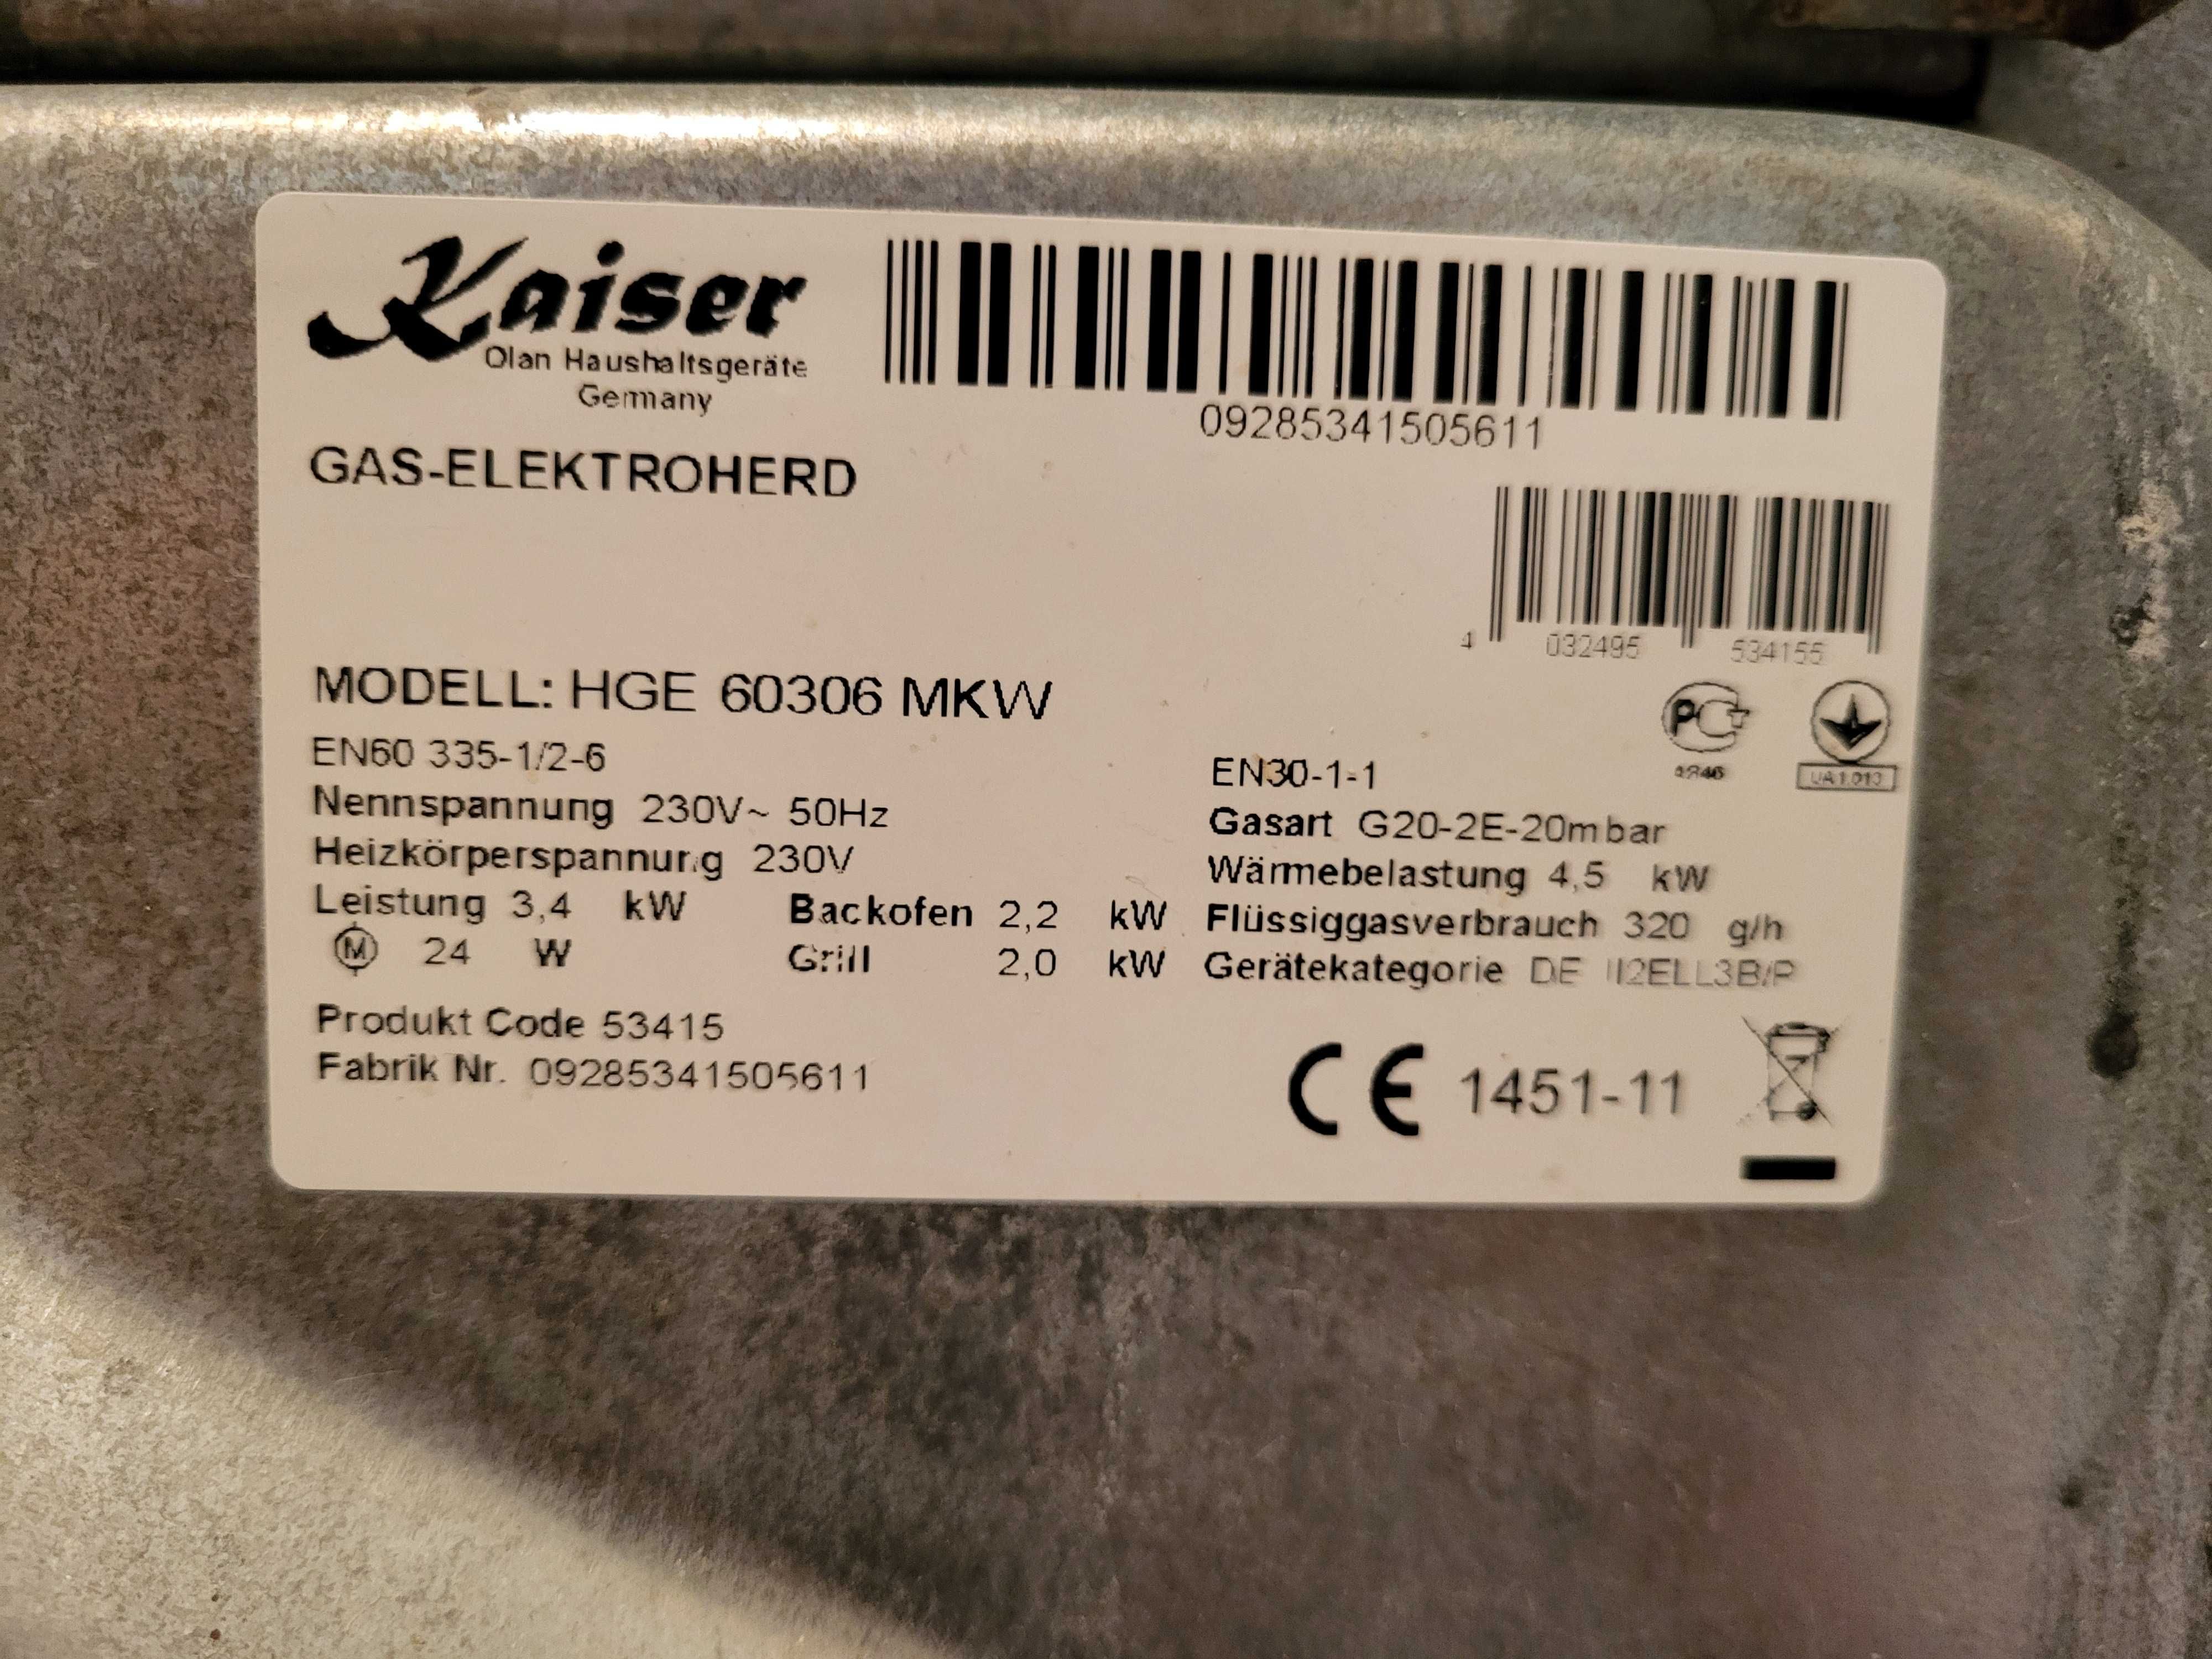 Kaiser
Olan Haushaltsgeräte
Germany
09285341505611
GAS-ELEKTROHERD
4 032495 534155
MODELL: HGE 60306 MKW
EN60 335-1/2-6
Nennspannung 230V~ 50Hz
Heizkörperspannung 230V
Leistung 3,4 kW Backofen 2,2 kW
M 24 W Grill 2,0 kW
Produkt Code 53415
Fabrik Nr. 09285341505611
PCT
UA1.013
EN30-1-1
Gasart G20-2E-20mbar
Wärmebelastung 4,5 kW
Flüssiggasverbrauch 320 g/h
Gerätekategorie DE II2ELL3B/P
CE 1451-11